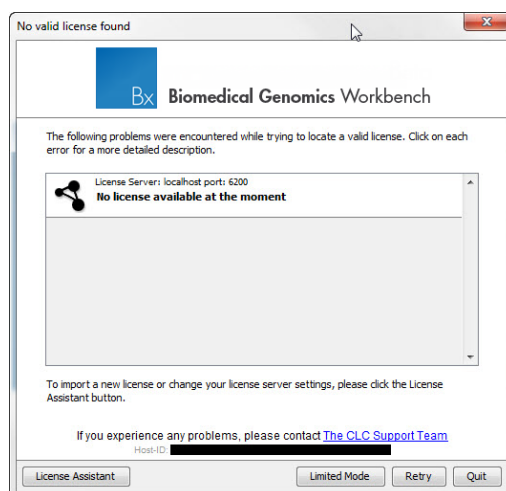 No valid license found
Bx Biomedical Genomics Workbench
The following problems were encountered while trying to locate a valid license. Click on each
error for a more detailed description.
License Server: localhost port: 6200
No license available at the moment
To import a new license or change your license server settings, please click the License
Assistant button.
If you experience any problems, please contact The CLC Support Team
Host-ID:
License Assistant Limited Mode Retry Quit